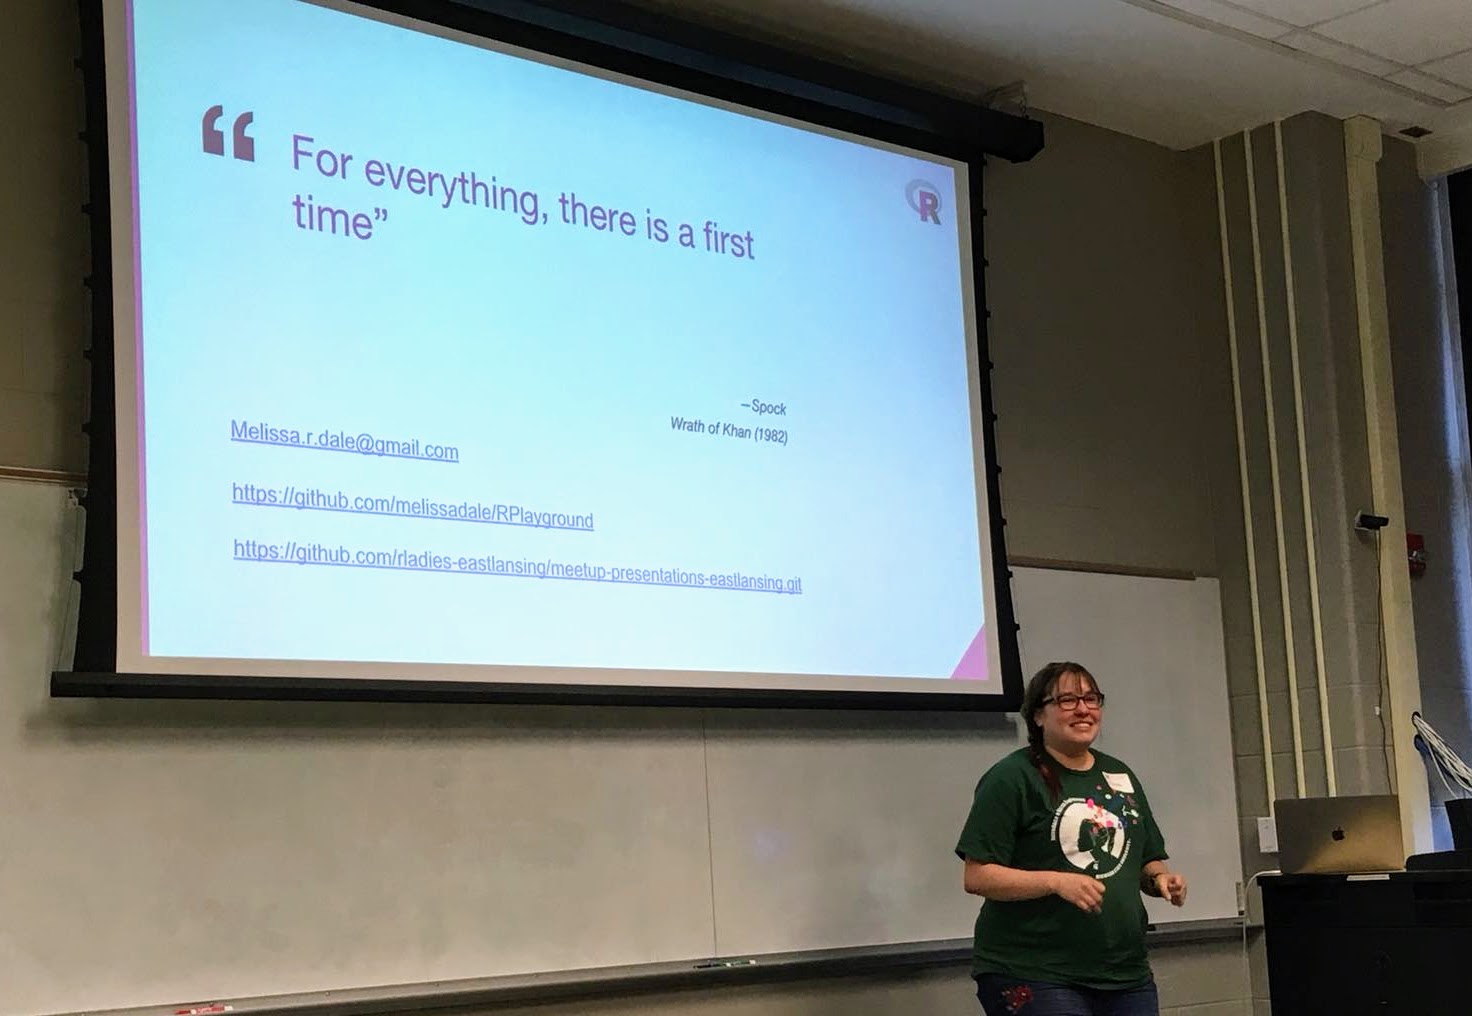 “ For everything, there is a first
time”
R
–Spock
Wrath of Khan (1982)
Melissa.r.dale@gmail.com
https://github.com/melissadale/RPlayground
https://github.com/rladies-eastlansing/meetup-presentations-eastlansing.git